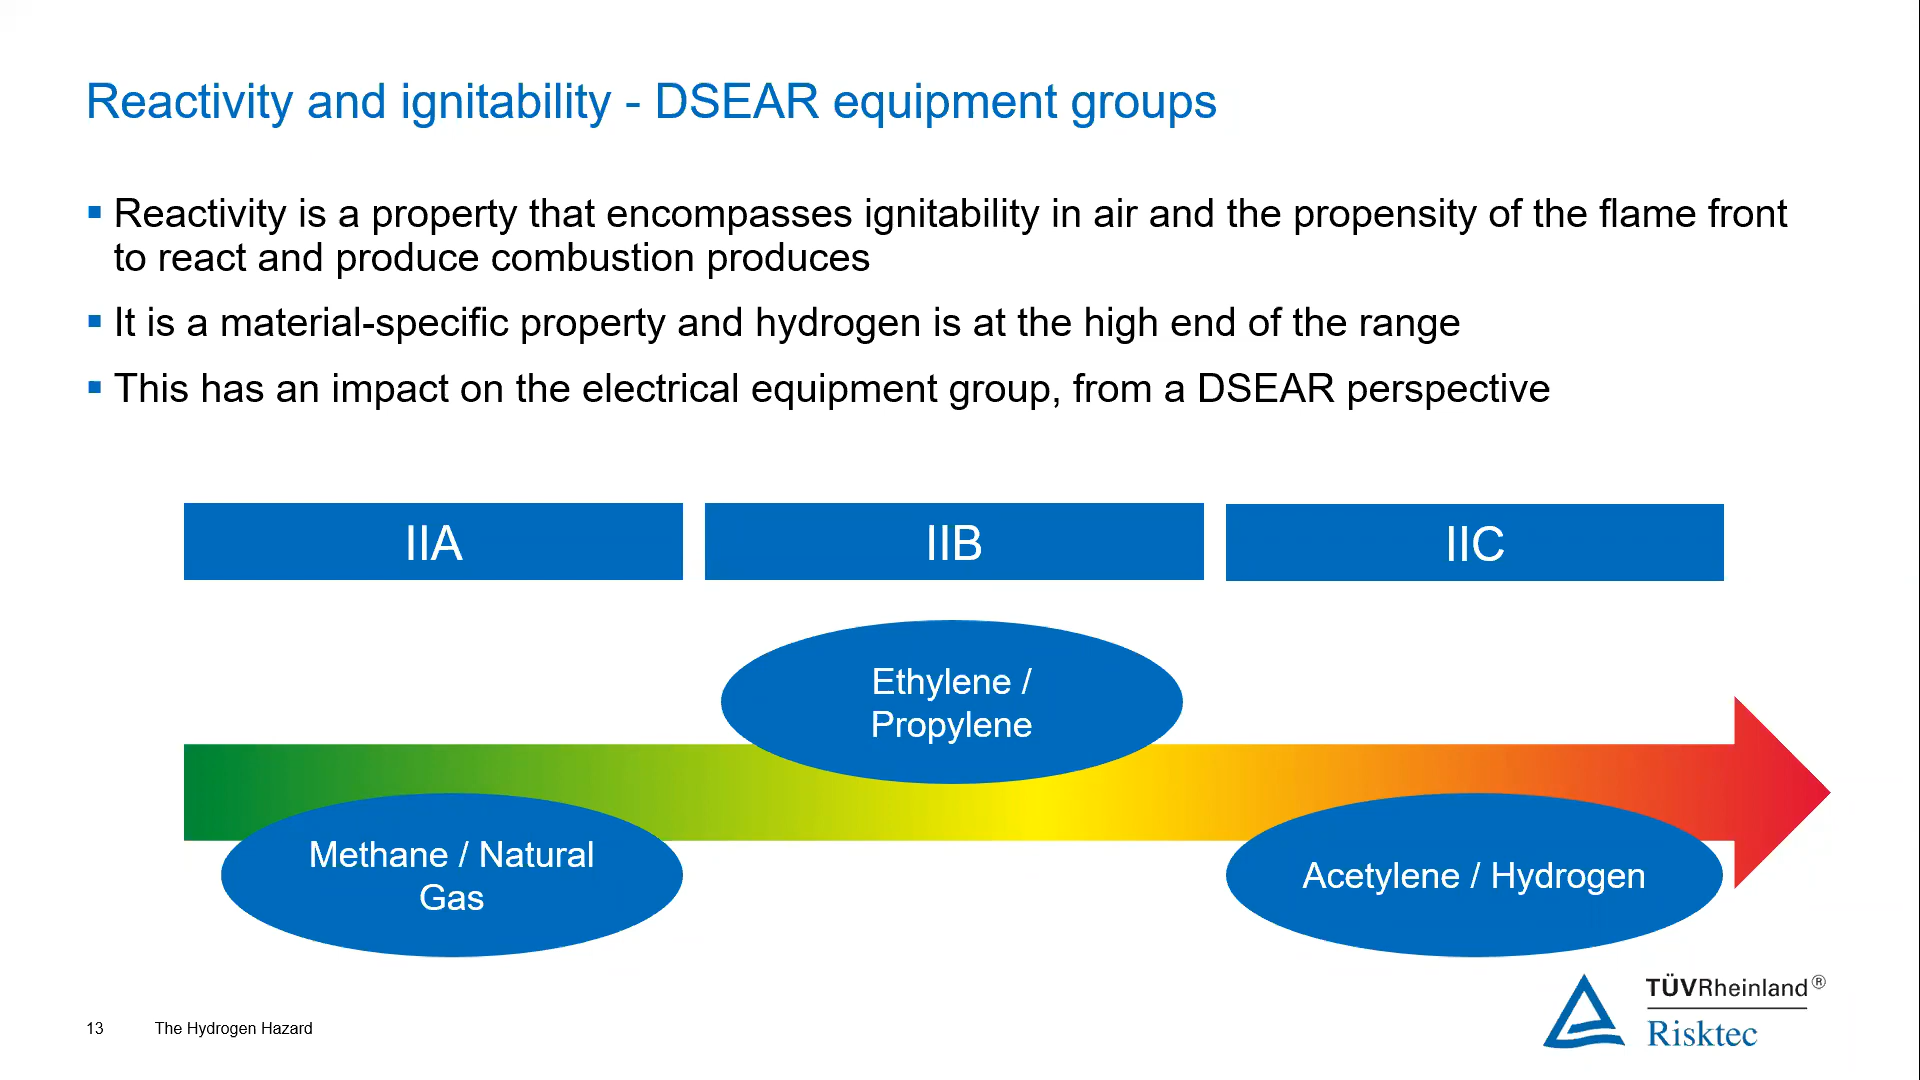 Reactivity and ignitability - DSEAR equipment groups
▪ Reactivity is a property that encompasses ignitability in air and the propensity of the flame front
to react and produce combustion produces
▪ It is a material-specific property and hydrogen is at the high end of the range
▪ This has an impact on the electrical equipment group, from a DSEAR perspective
IIA
IIB
IIC
Ethylene /
Propylene
Methane / Natural
Gas
Acetylene / Hydrogen
TÜVRheinland®
Risktec
13 The Hydrogen Hazard